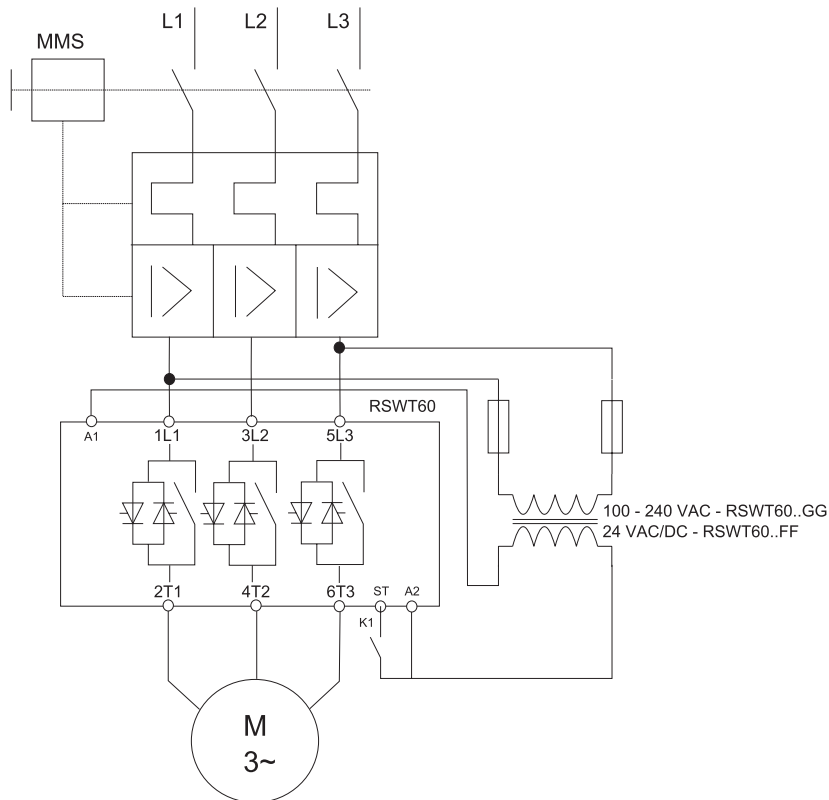 L1
L2
L3
MMS
RSWT60
A1
1L1
3L2
5L3
100 - 240 VAC - RSWT60..GG
24 VAC/DC - RSWT60..FF
2T1
4T2
6T3
ST
A2
K1
M
3~